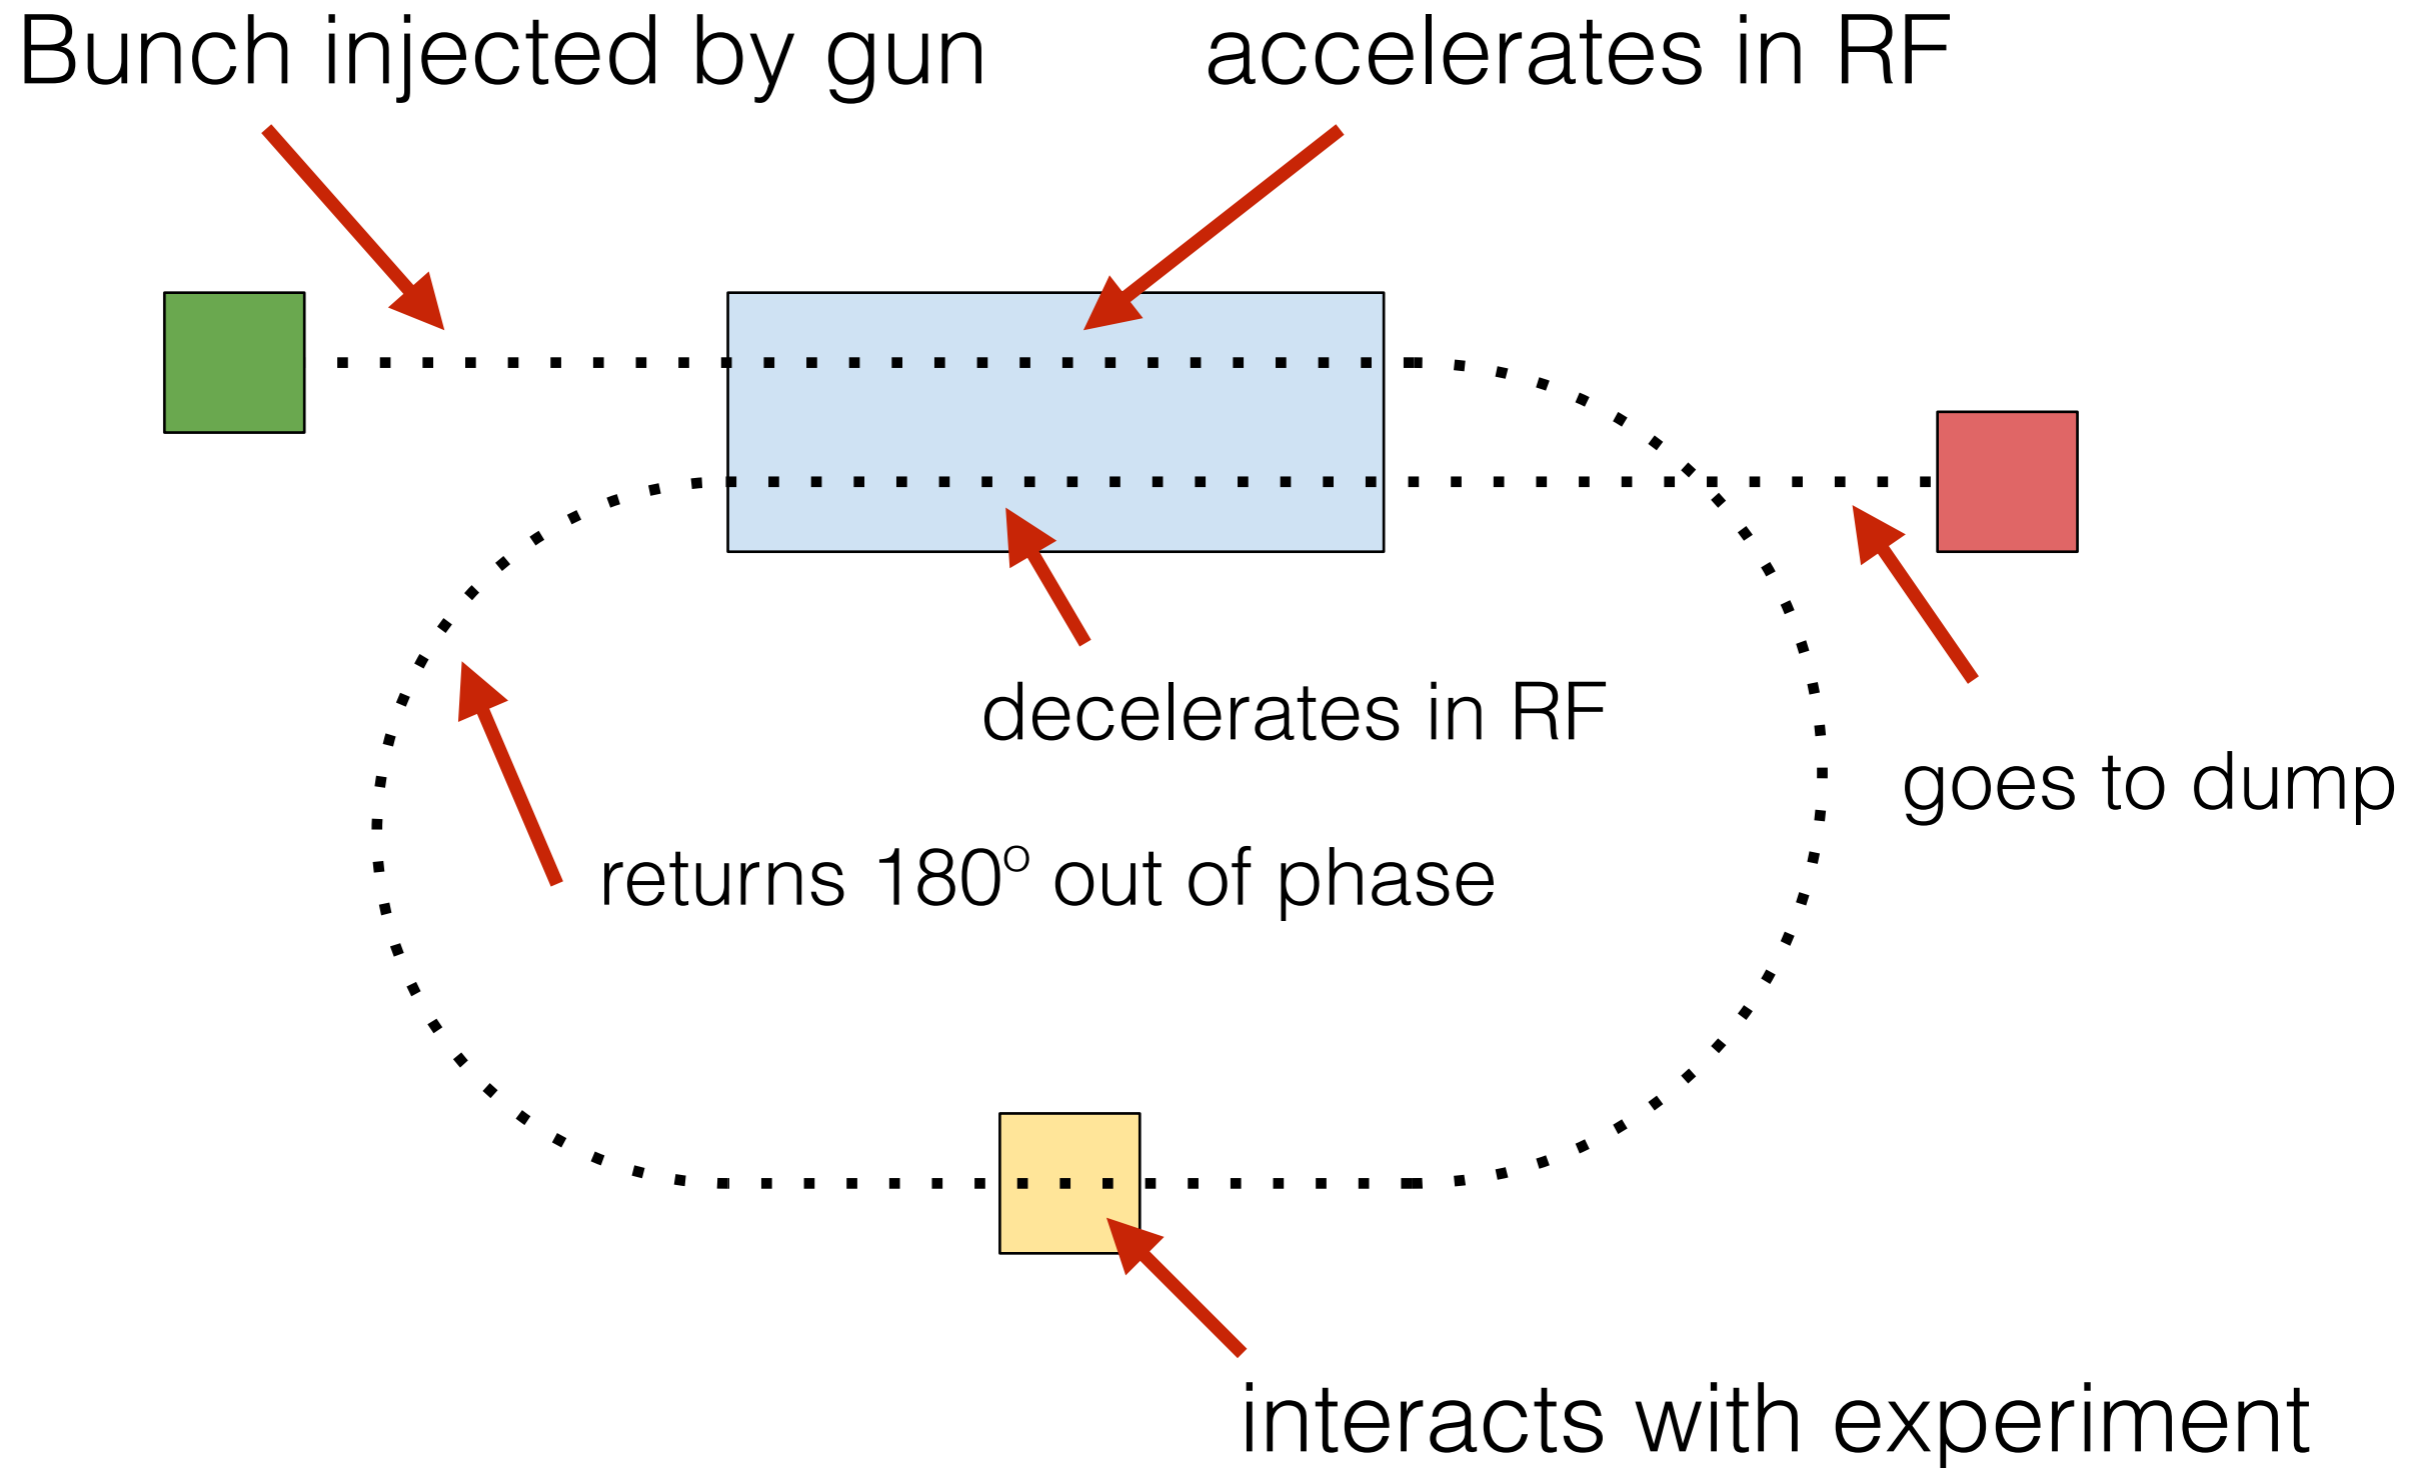 Bunch injected by gun
accelerates in RF
decelerates in RF
goes to dump
returns 180º out of phase
interacts with experiment